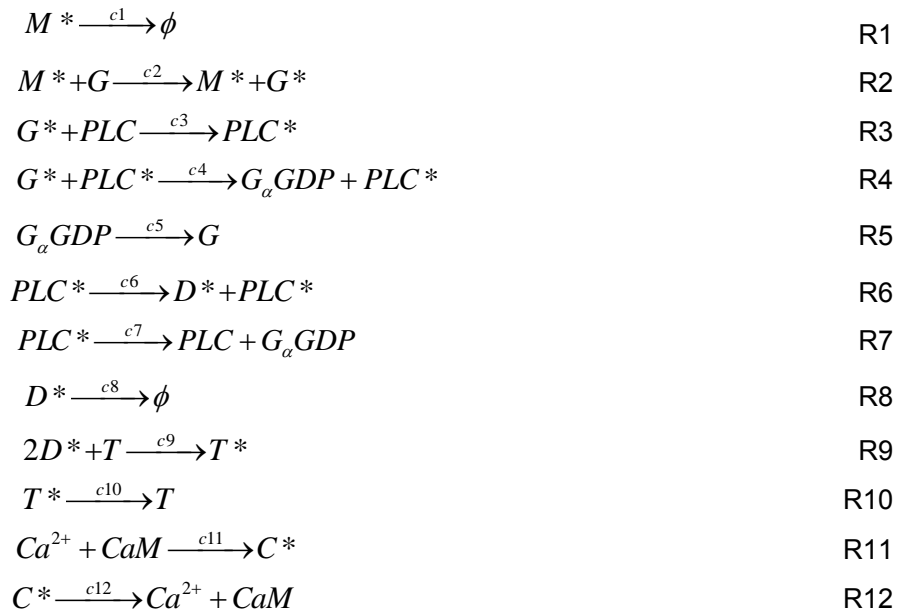 M * —c1→ ϕ R1
M *+G —c2→ M *+G * R2
G *+PLC —c3→ PLC * R3
G *+PLC * —c4→ GαGDP + PLC * R4
GαGDP —c5→ G R5
PLC * —c6→ D *+PLC * R6
PLC * —c7→ PLC + GαGDP R7
D * —c8→ ϕ R8
2D *+T —c9→ T * R9
T * —c10→ T R10
Ca²⁺ + CaM —c11→ C * R11
C * —c12→ Ca²⁺ + CaM R12